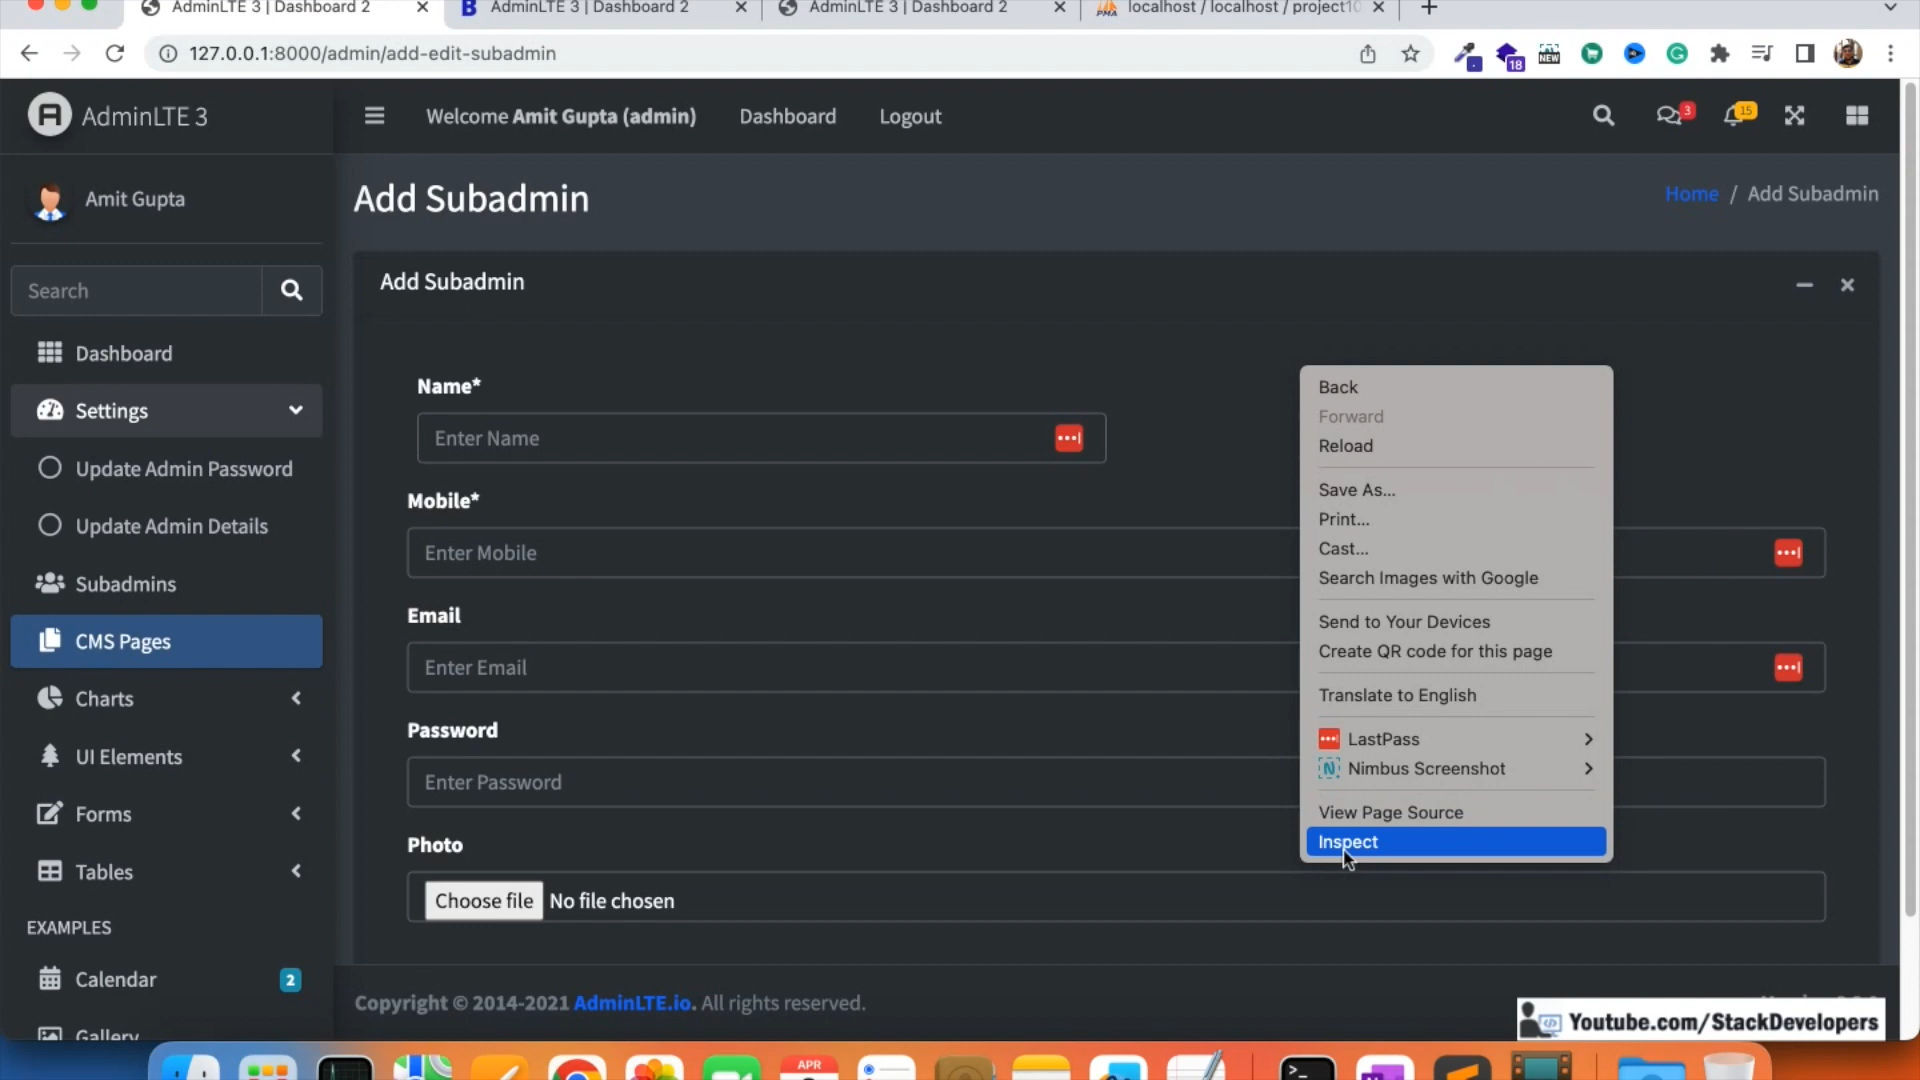 AdminLTE 3 | Dashboard 2
AdminLTE 3 | Dashboard 2
AdminLTE 3 | Dashboard 2
localhost / localhost / project10
127.0.0.1:8000/admin/add-edit-subadmin
18
NEW
AdminLTE 3
Welcome Amit Gupta (admin)
Dashboard
Logout
3
15
Amit Gupta
Add Subadmin
Home / Add Subadmin
Search
Add Subadmin
Dashboard
Settings
Update Admin Password
Update Admin Details
Subadmins
CMS Pages
Charts
UI Elements
Forms
Tables
EXAMPLES
Calendar
2
Gallery
Name*
Enter Name
Mobile*
Enter Mobile
Email
Enter Email
Password
Enter Password
Photo
Choose file No file chosen
Back
Forward
Reload
Save As...
Print...
Cast...
Search Images with Google
Send to Your Devices
Create QR code for this page
Translate to English
LastPass
Nimbus Screenshot
View Page Source
Inspect
Copyright © 2014-2021 AdminLTE.io. All rights reserved.
Youtube.com/StackDevelopers
APR